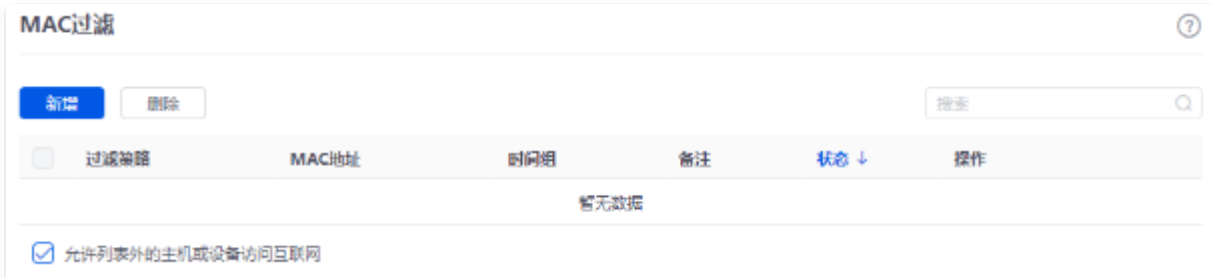 MAC过滤
新增 删除 搜索
过滤策略 MAC地址 时间组 备注 状态 ↓ 操作
暂无数据
允许列表外的主机或设备访问互联网